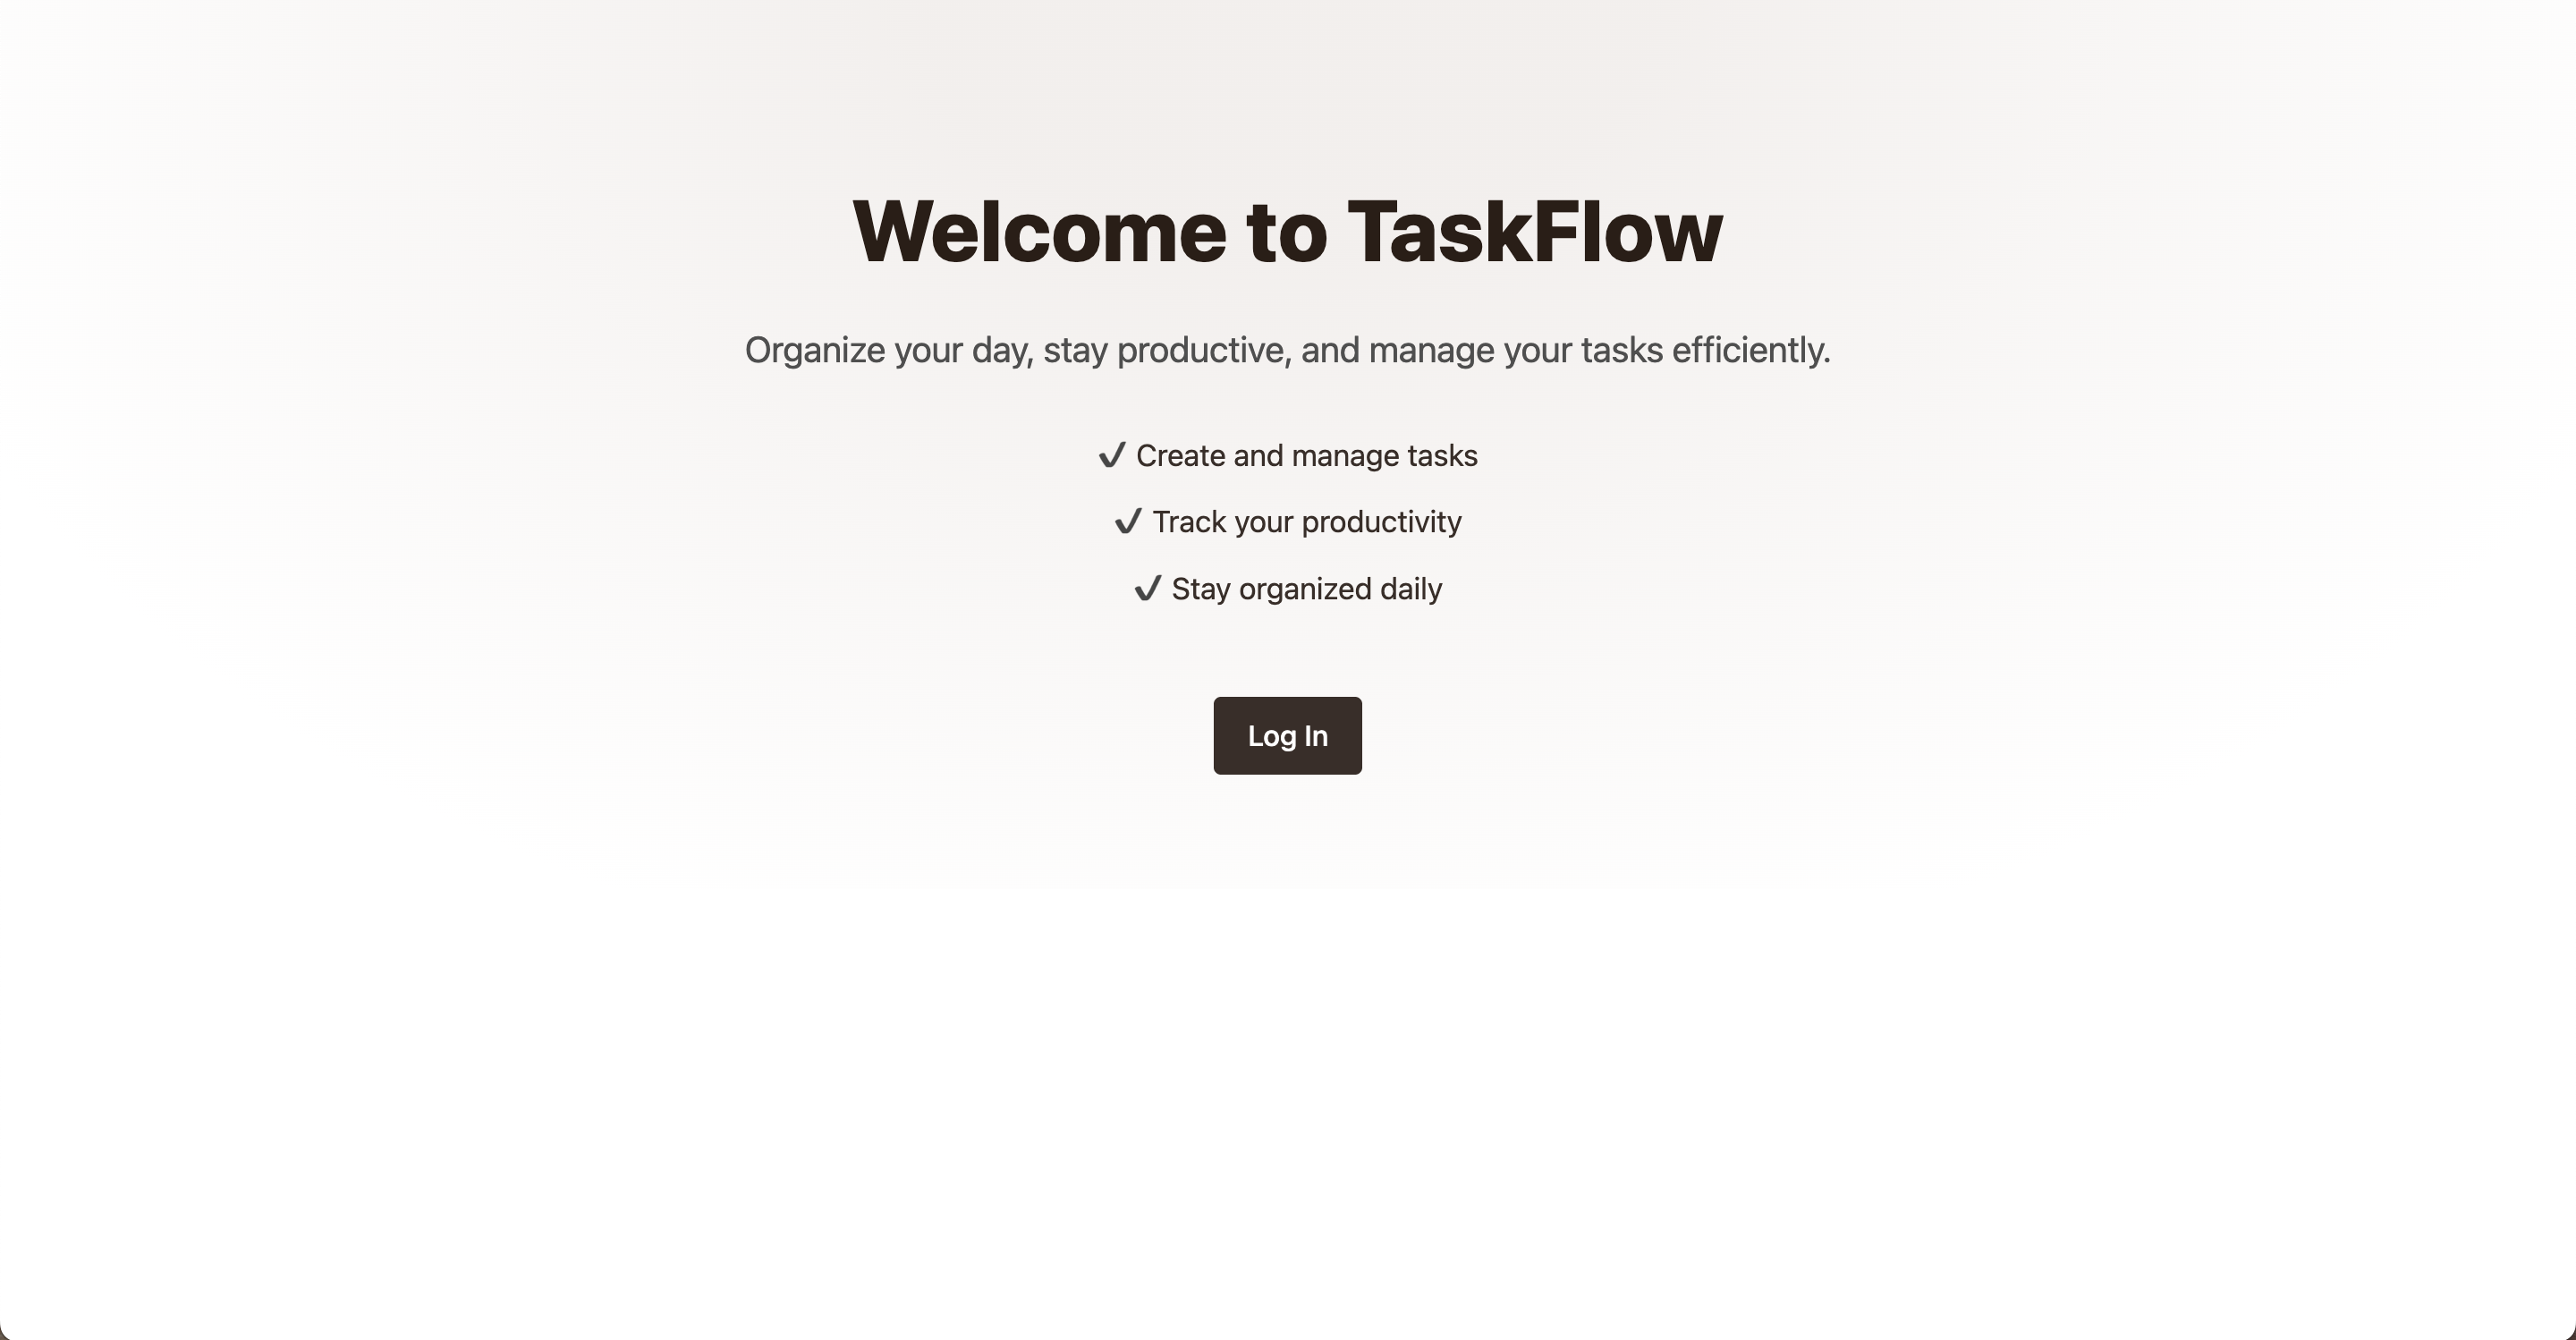 Welcome to TaskFlow
Organize your day, stay productive, and manage your tasks efficiently.
✔ Create and manage tasks
✔ Track your productivity
✔ Stay organized daily
Log In